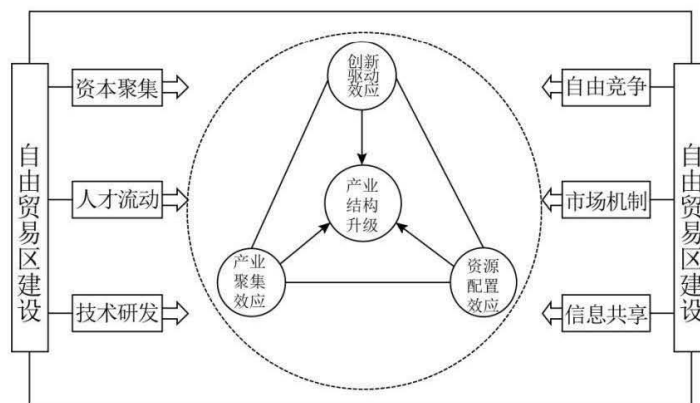 创新
驱动
效应
资本聚集
自由竞争
自由贸易区建设
人才流动
产业
结构
升级
市场机制
自由贸易区建设
产业
聚集
效应
资源
配置
效应
技术研发
信息共享